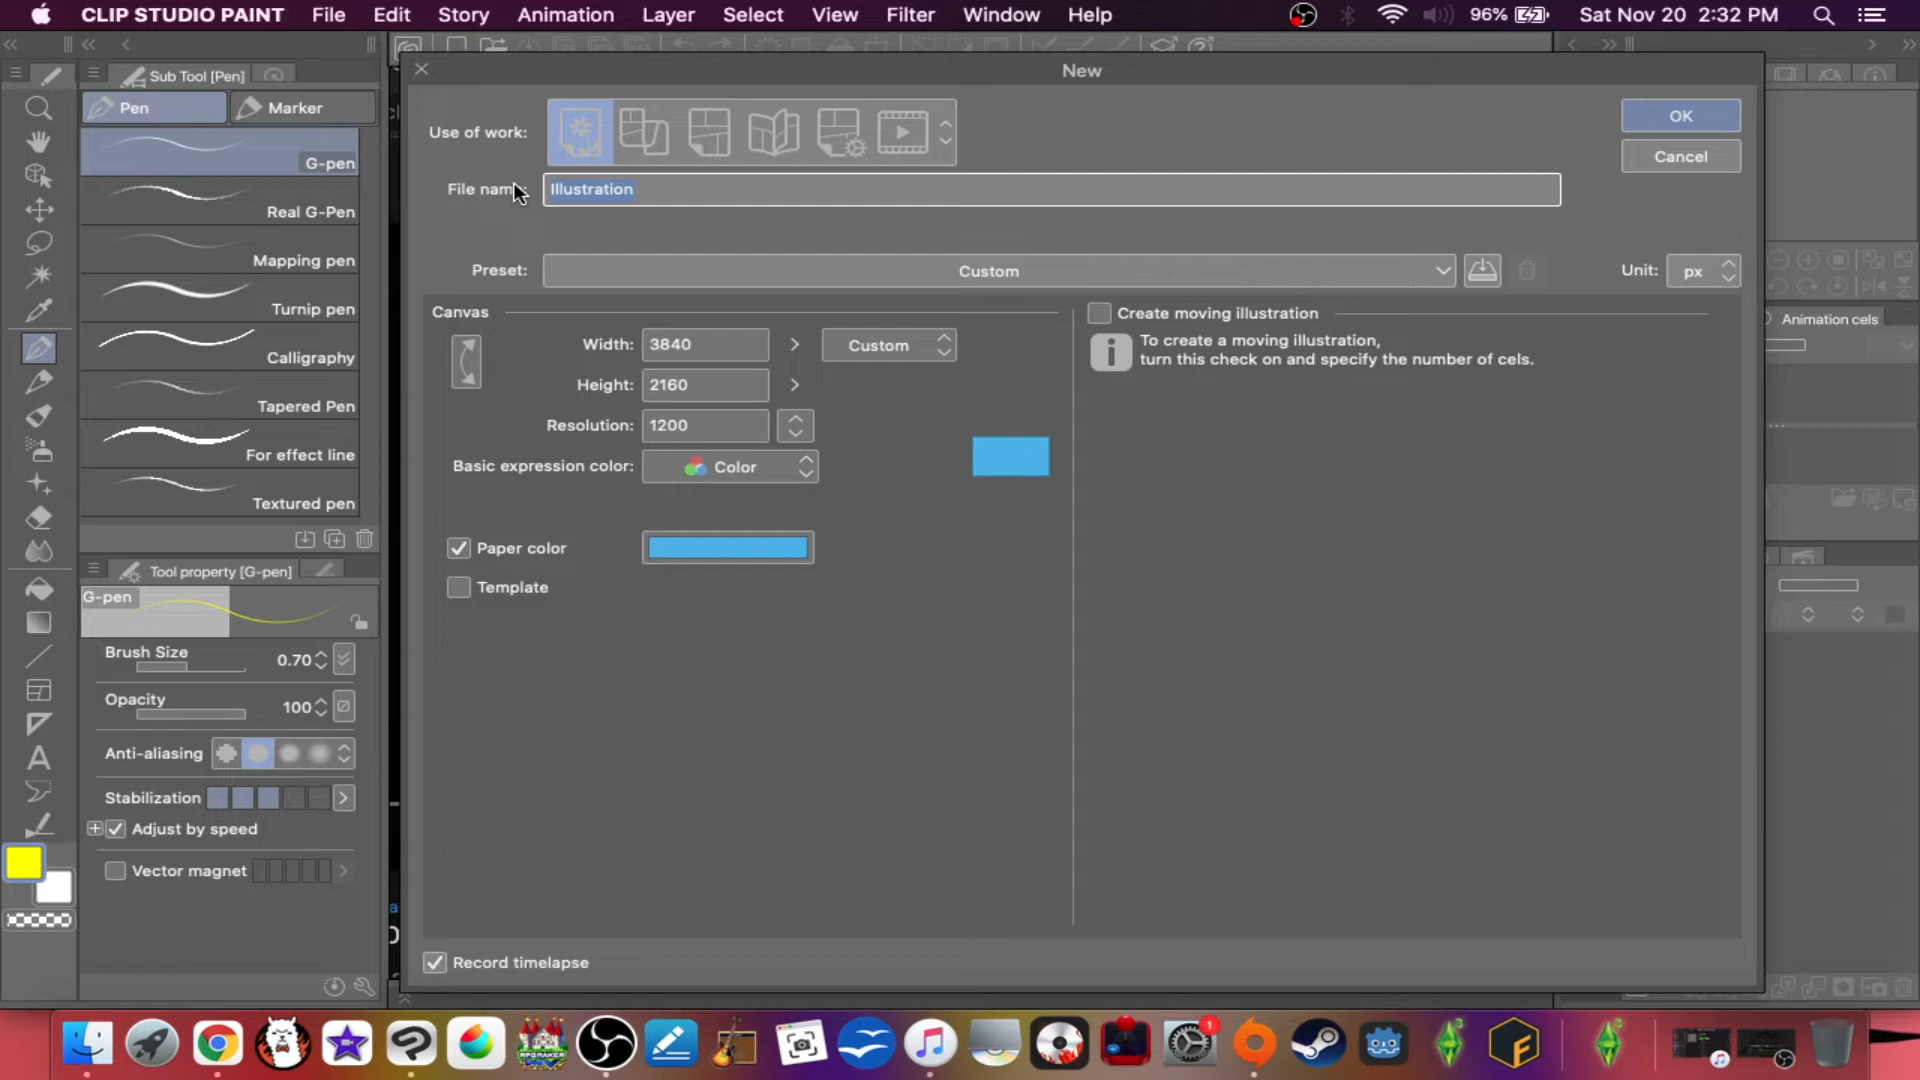 CLIP STUDIO PAINT File Edit Story Animation Layer Select View Filter Window Help 96% Sat Nov 20 2:32 PM
Sub Tool [Pen]
Pen Marker
G-pen
Real G-Pen
Mapping pen
Turnip pen
Calligraphy
Tapered Pen
For effect line
Textured pen
Tool property [G-pen]
G-pen
Brush Size 0.70
Opacity 100
Anti-aliasing
Stabilization
Adjust by speed
Vector magnet
New
Use of work:
OK
Cancel
File name: Illustration
Preset: Custom Unit: px
Canvas
Width: 3840 Custom
Height: 2160
Resolution: 1200
Basic expression color: Color
Paper color
Template
Create moving illustration
To create a moving illustration,
turn this check on and specify the number of cels.
Record timelapse
Animation cels
RPGMAKER
1